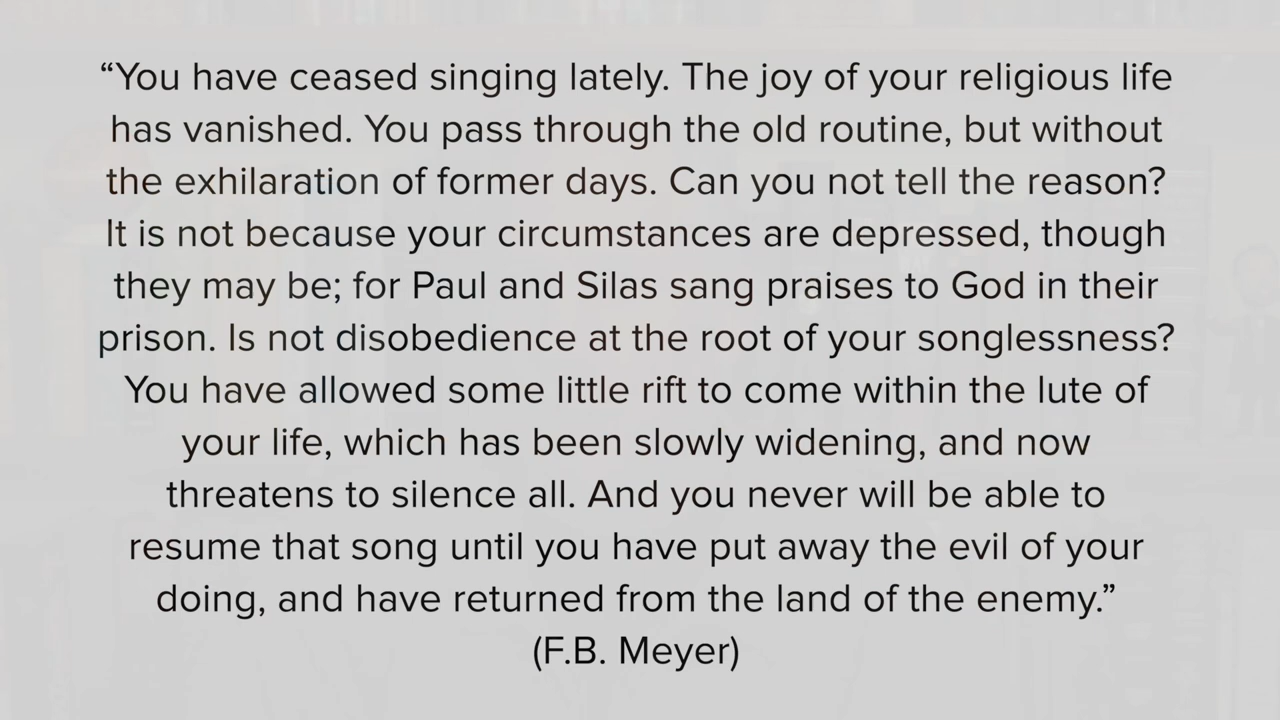 “You have ceased singing lately. The joy of your religious life
has vanished. You pass through the old routine, but without
the exhilaration of former days. Can you not tell the reason?
It is not because your circumstances are depressed, though
they may be; for Paul and Silas sang praises to God in their
prison. Is not disobedience at the root of your songlessness?
You have allowed some little rift to come within the lute of
your life, which has been slowly widening, and now
threatens to silence all. And you never will be able to
resume that song until you have put away the evil of your
doing, and have returned from the land of the enemy.”
(F.B. Meyer)